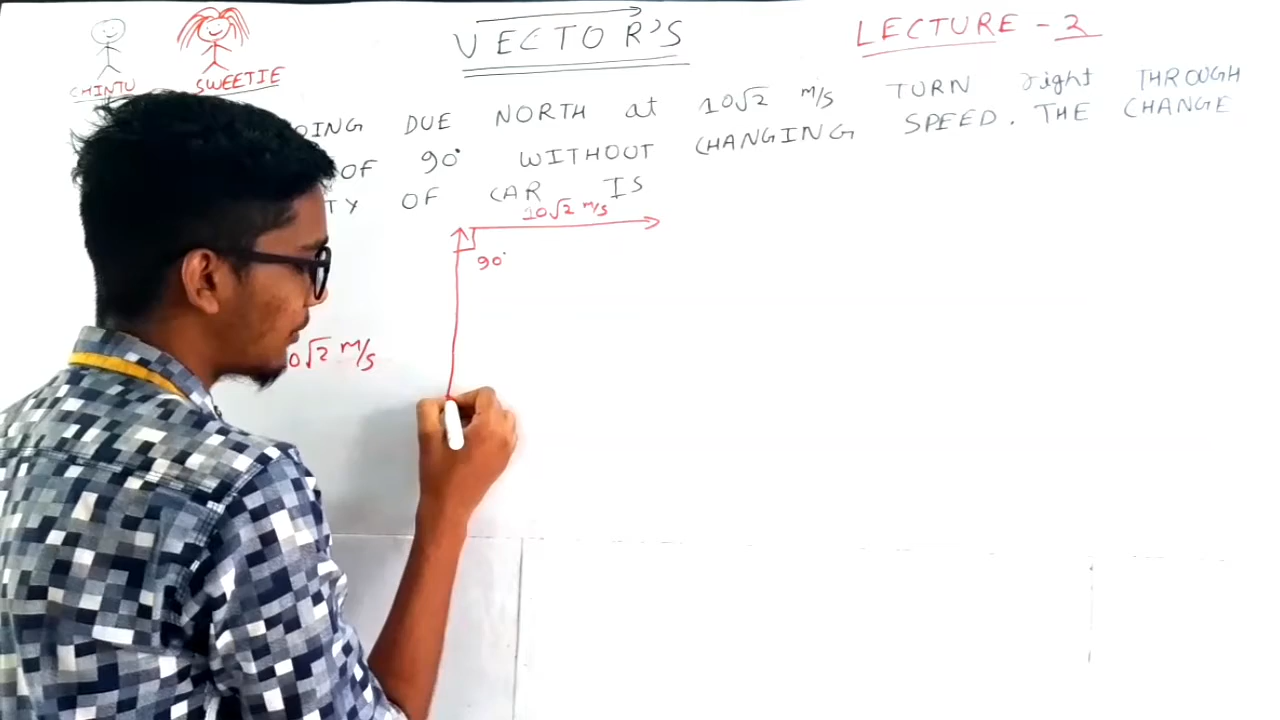 VECTOR'S
LECTURE - 2
CHINTU
SWEETIE
OING DUE NORTH at 10√2 m/s TURN right THROUGH
OF 90° WITHOUT CHANGING SPEED. THE CHANGE
TY OF CAR IS
10√2 m/s
90°
0√2 m/s